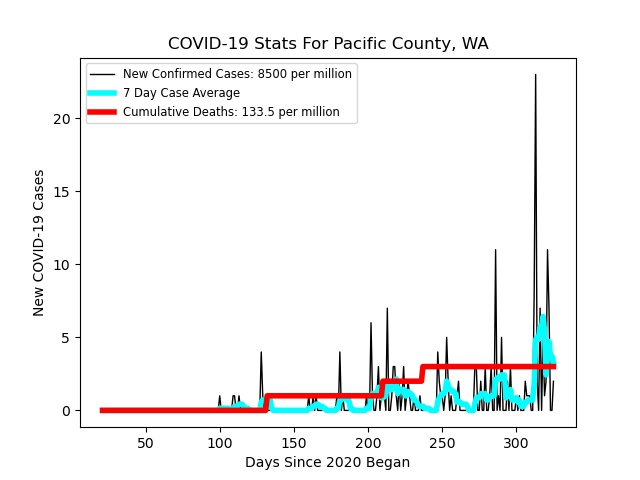 COVID-19 Stats For Pacific County, WA
New Confirmed Cases: 8500 per million
7 Day Case Average
Cumulative Deaths: 133.5 per million
New COVID-19 Cases
20
15
10
5
0
50 100 150 200 250 300
Days Since 2020 Began